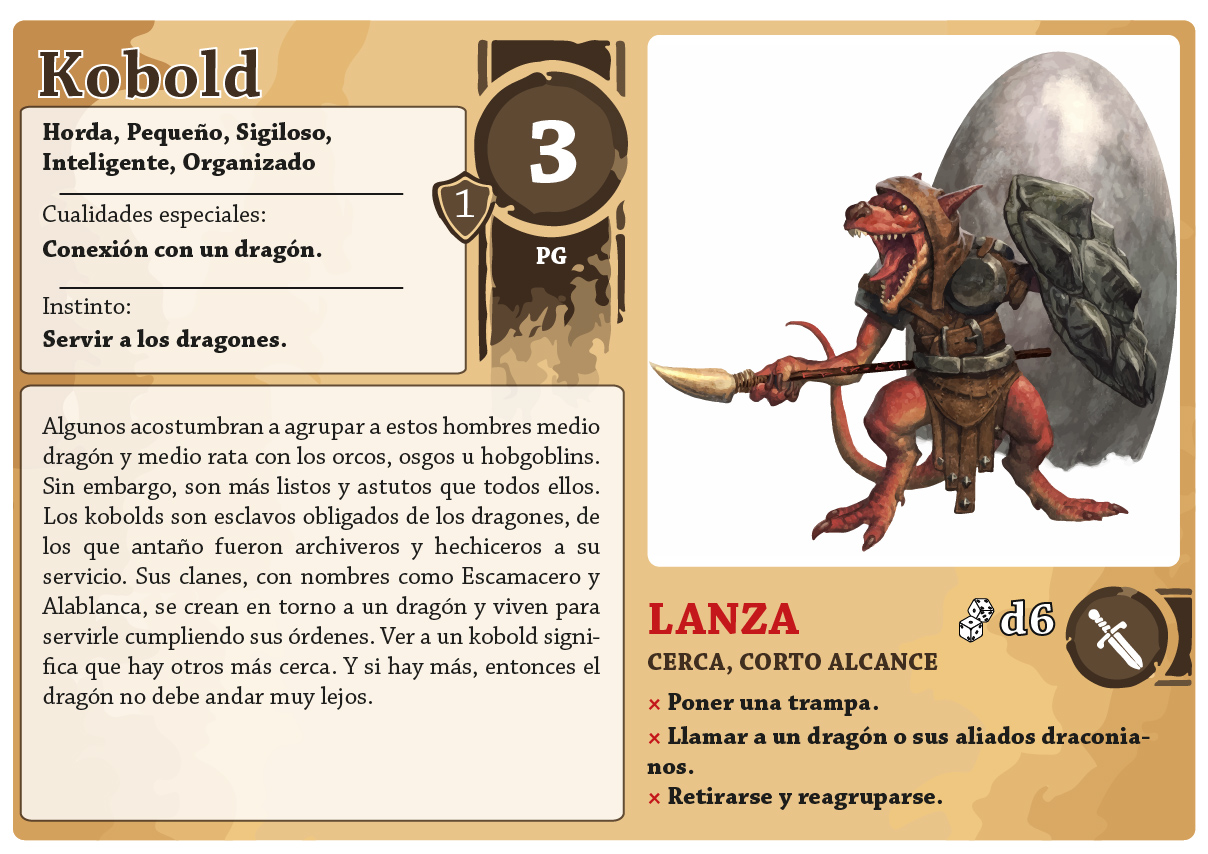 Kobold
Horda, Pequeño, Sigiloso,
Inteligente, Organizado
Cualidades especiales:
Conexión con un dragón.
Instinto:
Servir a los dragones.
3
1
PG
Algunos acostumbran a agrupar a estos hombres medio
dragón y medio rata con los orcos, osgos u hobgoblins.
Sin embargo, son más listos y astutos que todos ellos.
Los kobolds son esclavos obligados de los dragones, de
los que antaño fueron archiveros y hechiceros a su
servicio. Sus clanes, con nombres como Escamacero y
Alablanca, se crean en torno a un dragón y viven para
servirle cumpliendo sus órdenes. Ver a un kobold signi-
fica que hay otros más cerca. Y si hay más, entonces el
dragón no debe andar muy lejos.
LANZA
d6
CERCA, CORTO ALCANCE
× Poner una trampa.
× Llamar a un dragón o sus aliados draconia-
nos.
× Retirarse y reagruparse.